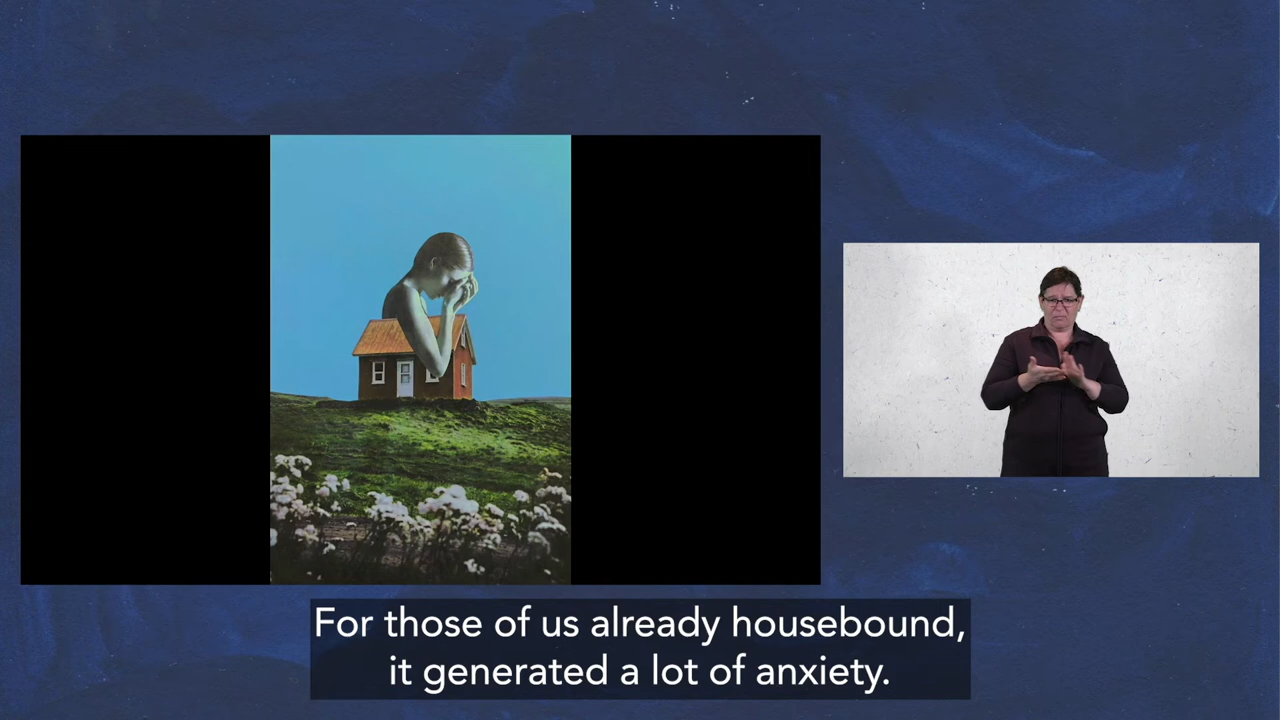 For those of us already housebound,
it generated a lot of anxiety.